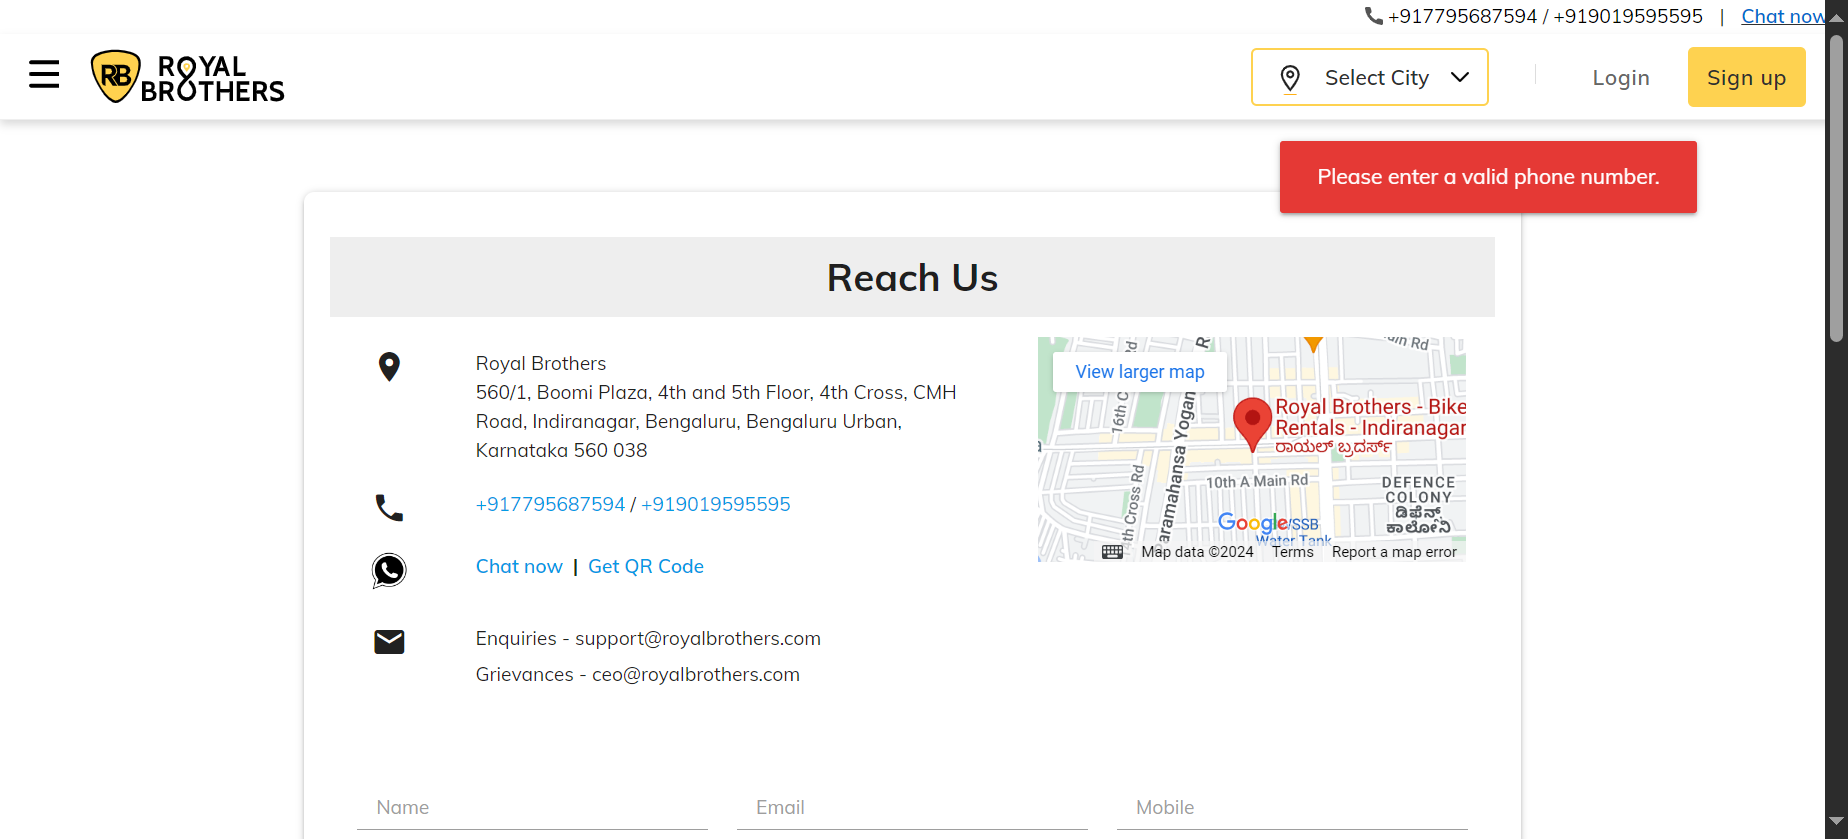 +917795687594 / +919019595595 | Chat now
RB ROYAL BROTHERS
Select City
Login
Sign up
Please enter a valid phone number.
Reach Us
Royal Brothers
560/1, Boomi Plaza, 4th and 5th Floor, 4th Cross, CMH
Road, Indiranagar, Bengaluru, Bengaluru Urban,
Karnataka 560 038
+917795687594 / +919019595595
Chat now | Get QR Code
Enquiries - support@royalbrothers.com
Grievances - ceo@royalbrothers.com
View larger map
Royal Brothers - Bike
Rentals - Indiranagar
ರಾಯಲ್ ಬ್ರದರ್ಸ್
10th A Main Rd
DEFENCE
COLONY
ಡಿಫೆನ್ಸ್
ಕಾಲೋನಿ
16th C
4th Cross Rd
Paramahansa Yogan
in Rd
Google
/SSB
Water Tank
Map data ©2024 Terms Report a map error
Name
Email
Mobile